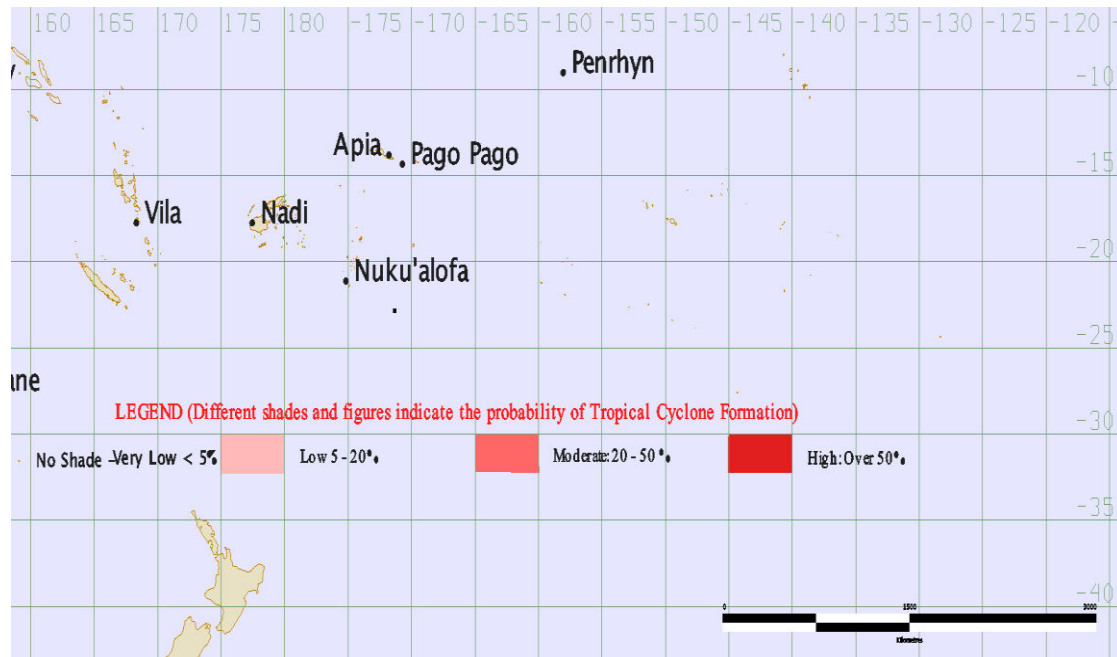 160 165 170 175 180 -175 -170 -165 -160 -155 -150 -145 -140 -135 -130 -125 -120
Penrhyn
-10
Apia
Pago Pago
-15
Vila
Nadi
-20
Nuku'alofa
-25
ane
LEGEND (Different shades and figures indicate the probability of Tropical Cyclone Formation)
-30
No Shade - Very Low < 5%
Low 5 - 20%
Moderate: 20 - 50 %
High: Over 50%
-35
-40
0 1500 3000
Kilometres